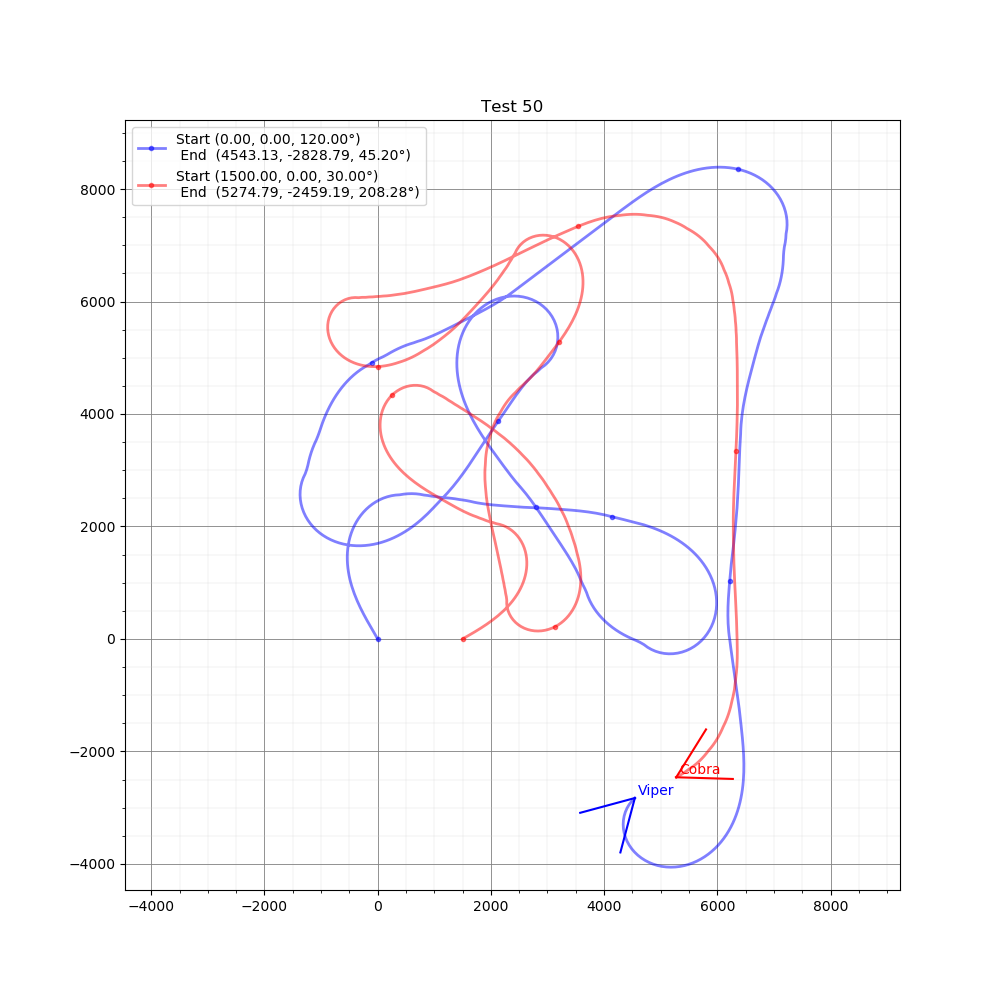 Test 50
Start (0.00, 0.00, 120.00°)
End (4543.13, -2828.79, 45.20°)
Start (1500.00, 0.00, 30.00°)
End (5274.79, -2459.19, 208.28°)
8000
6000
4000
2000
0
−2000
−4000
Cobra
Viper
−4000 −2000 0 2000 4000 6000 8000